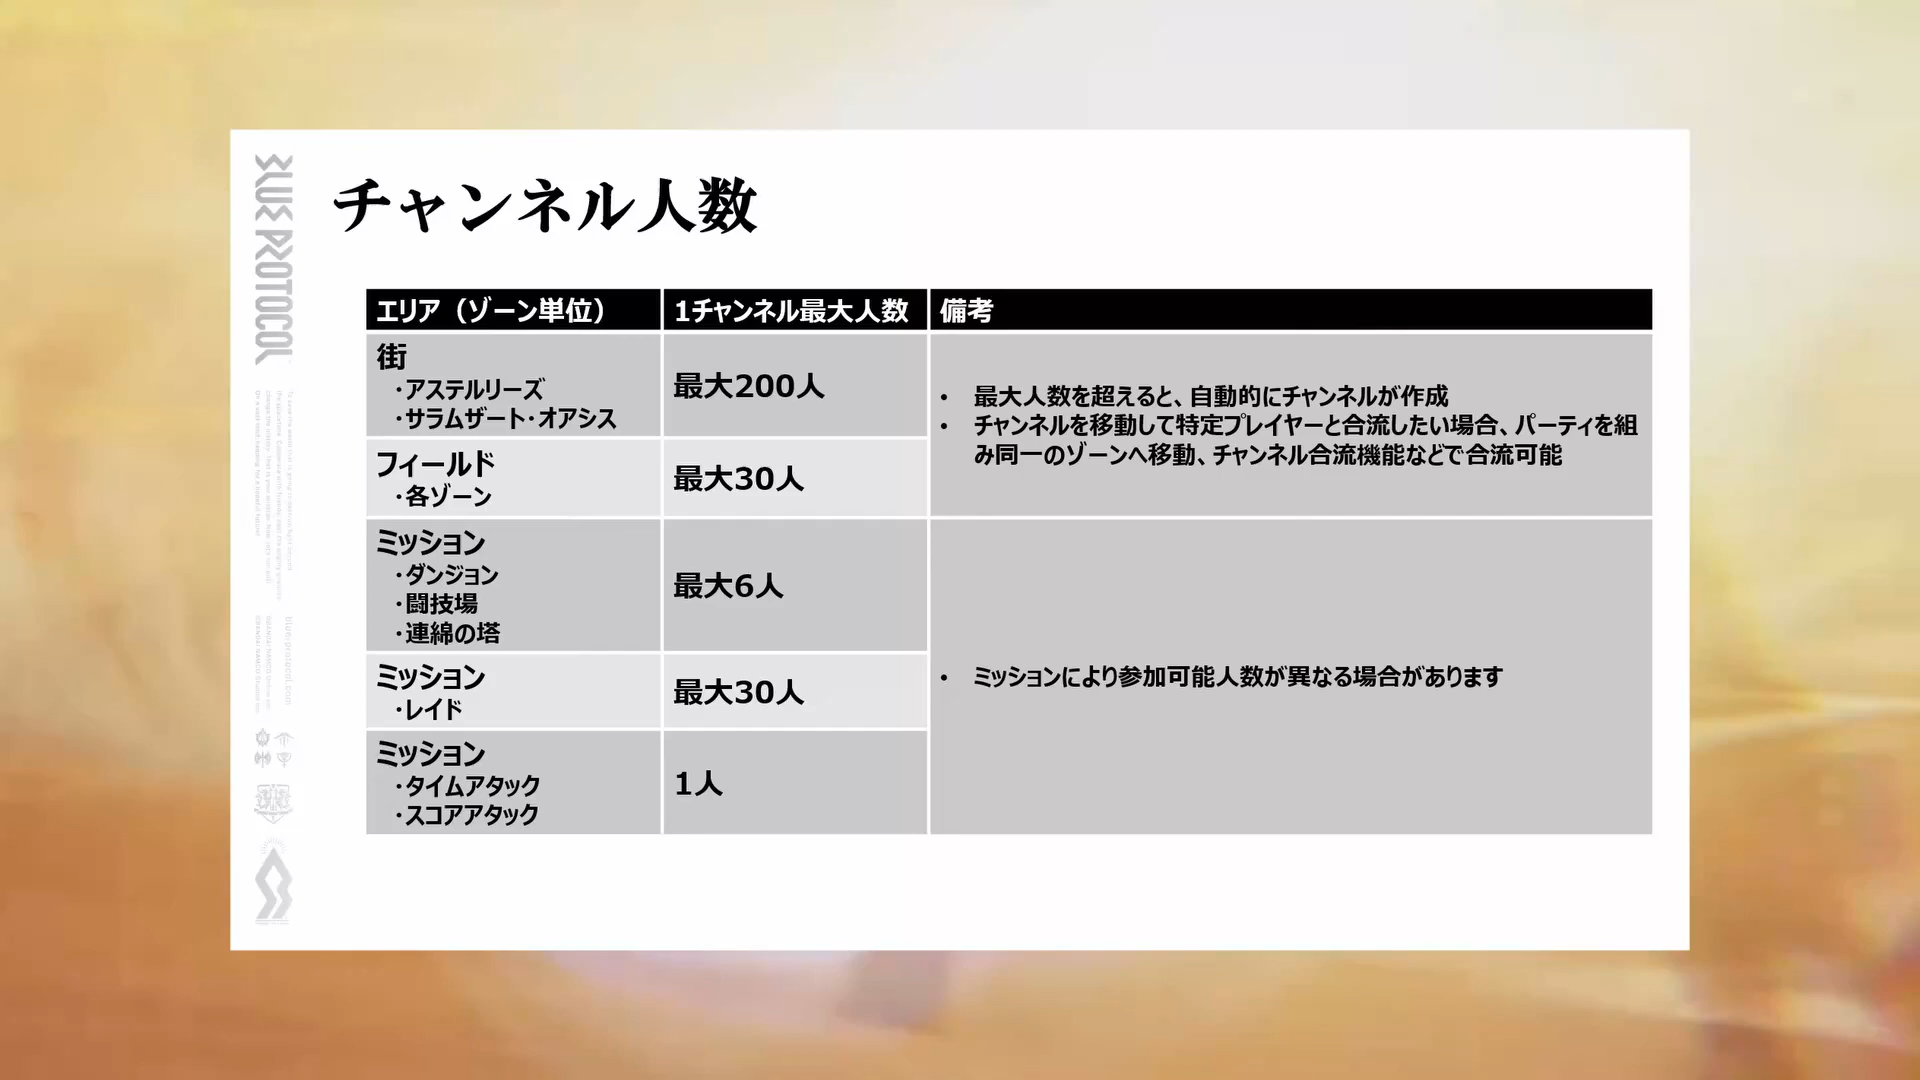 BLUE PROTOCOL
チャンネル人数
エリア（ゾーン単位）
1チャンネル最大人数
備考
街
・アステルリーズ
・サラムザート・オアシス
最大200人
・最大人数を超えると、自動的にチャンネルが作成
・チャンネルを移動して特定プレイヤーと合流したい場合、パーティを組
み同一のゾーンへ移動、チャンネル合流機能などで合流可能
フィールド
・各ゾーン
最大30人
ミッション
・ダンジョン
・闘技場
・連綿の塔
最大6人
・ミッションにより参加可能人数が異なる場合があります
ミッション
・レイド
最大30人
ミッション
・タイムアタック
・スコアアタック
1人